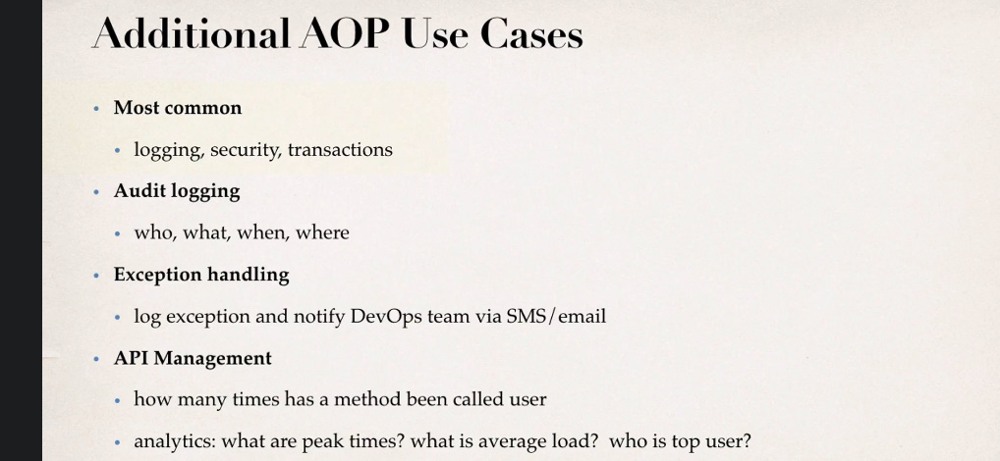 Additional AOP Use Cases
• Most common
• logging, security, transactions
• Audit logging
• who, what, when, where
• Exception handling
• log exception and notify DevOps team via SMS/email
• API Management
• how many times has a method been called user
• analytics: what are peak times? what is average load?  who is top user?